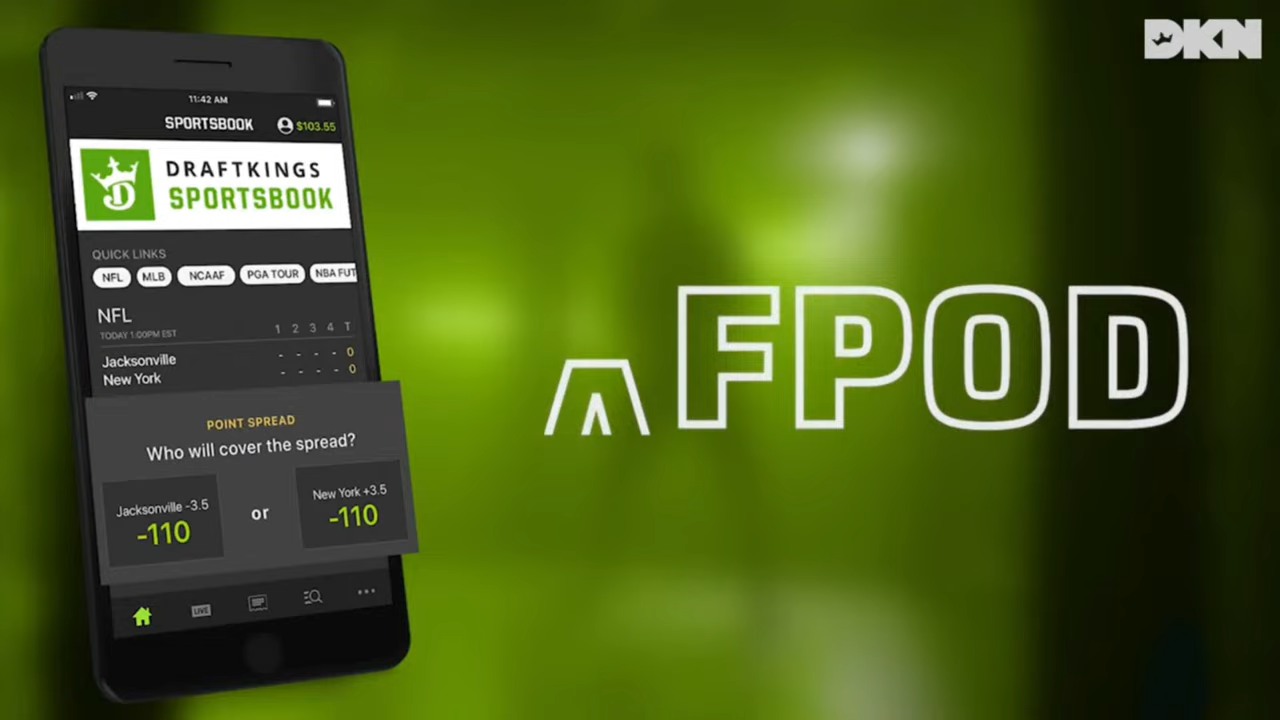 DKN
11:42 AM
SPORTSBOOK $103.55
DRAFTKINGS
SPORTSBOOK
QUICK LINKS
NFL MLB NCAAF PGA TOUR NBA FUT
NFL
TODAY 1:00PM EST 1 2 3 4 T
Jacksonville - - - - 0
New York - - - - 0
POINT SPREAD
Who will cover the spread?
Jacksonville -3.5 or New York +3.5
-110 -110
LIVE
FPOD